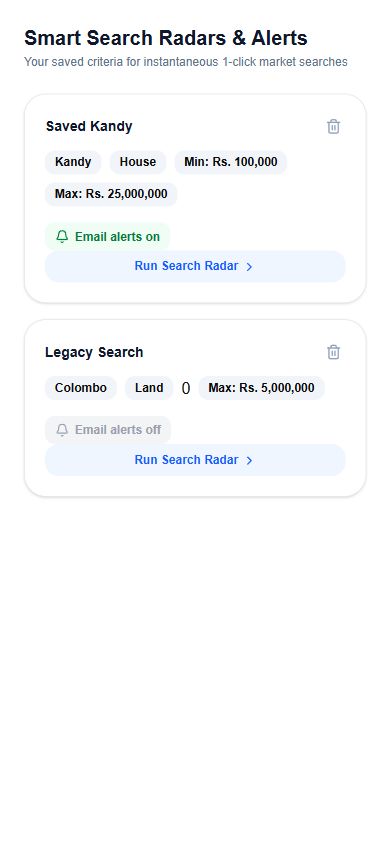 Smart Search Radars & Alerts
Your saved criteria for instantaneous 1-click market searches
Saved Kandy
Kandy House Min: Rs. 100,000
Max: Rs. 25,000,000
Email alerts on
Run Search Radar
Legacy Search
Colombo Land 0 Max: Rs. 5,000,000
Email alerts off
Run Search Radar